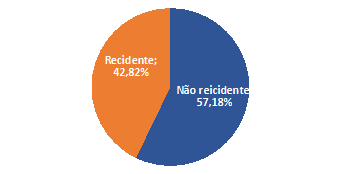 Recidente;
42,82%
Não reicidente
57,18%